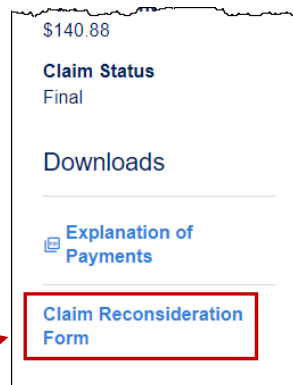 $140.88
Claim Status
Final
Downloads
Explanation of
Payments
Claim Reconsideration
Form